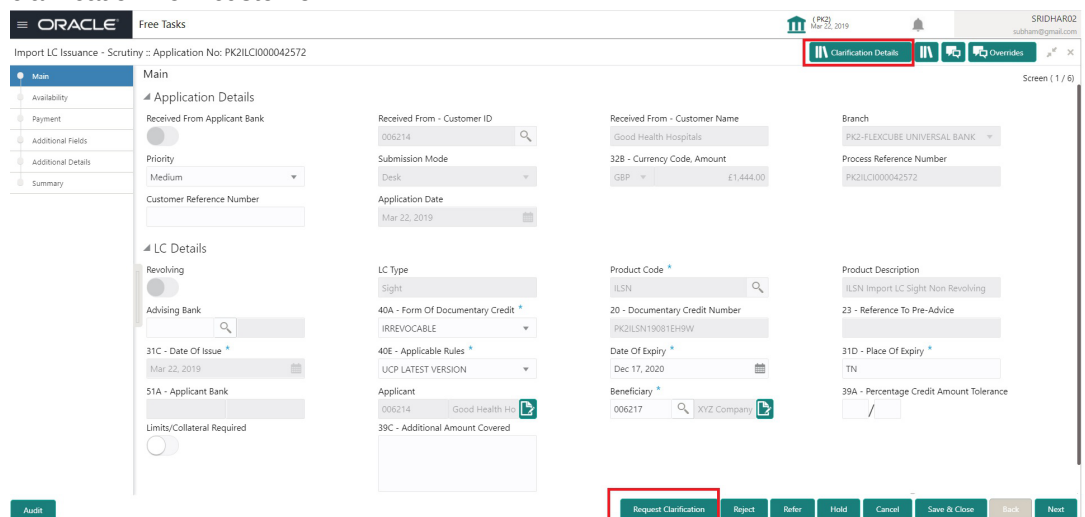 ORACLE Free Tasks (PK2) Mar 22, 2019 SRIDHAR02
subham@gmail.com
Import LC Issuance - Scrutiny :: Application No: PK2ILCI000042572 Clarification Details Overrides
Main Main Screen ( 1 / 6)
Availability Application Details
Payment Received From Applicant Bank Received From - Customer ID Received From - Customer Name Branch
Additional Fields 006214 Good Health Hospitals PK2-FLEXCUBE UNIVERSAL BANK
Additional Details Priority Submission Mode 32B - Currency Code, Amount Process Reference Number
Summary Medium Desk GBP £1,444.00 PK2ILCI000042572
Customer Reference Number Application Date
Mar 22, 2019
LC Details
Revolving LC Type Product Code * Product Description
Sight ILSN ILSN Import LC Sight Non Revolving
Advising Bank 40A - Form Of Documentary Credit * 20 - Documentary Credit Number 23 - Reference To Pre-Advice
IRREVOCABLE PK2ILSN19081EH9W
31C - Date Of Issue * 40E - Applicable Rules * Date Of Expiry * 31D - Place Of Expiry *
Mar 22, 2019 UCP LATEST VERSION Dec 17, 2020 TN
51A - Applicant Bank Applicant Beneficiary * 39A - Percentage Credit Amount Tolerance
006214 Good Health Ho 006217 XYZ Company /
Limits/Collateral Required 39C - Additional Amount Covered
Audit Request Clarification Reject Refer Hold Cancel Save & Close Back Next